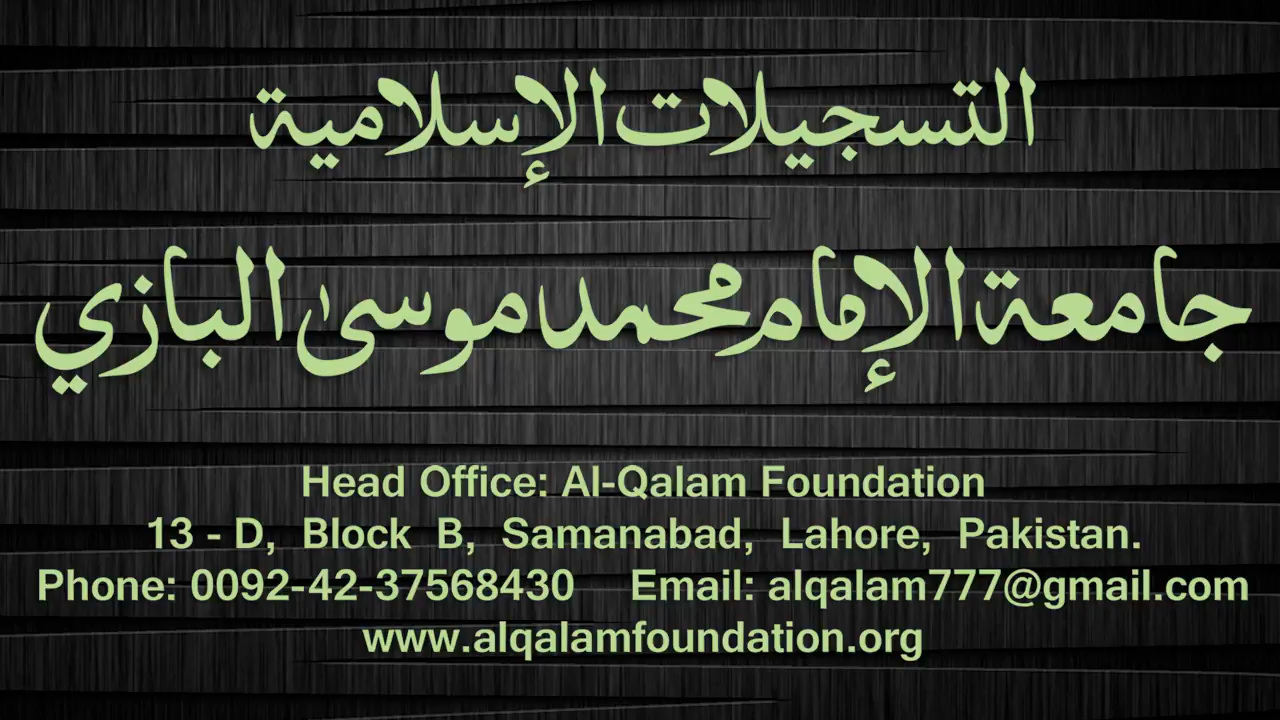 التسجيلات الإسلامية
جامعة الإمام محمد موسى البازي
Head Office: Al-Qalam Foundation
13 - D, Block B, Samanabad, Lahore, Pakistan.
Phone: 0092-42-37568430 Email: alqalam777@gmail.com
www.alqalamfoundation.org